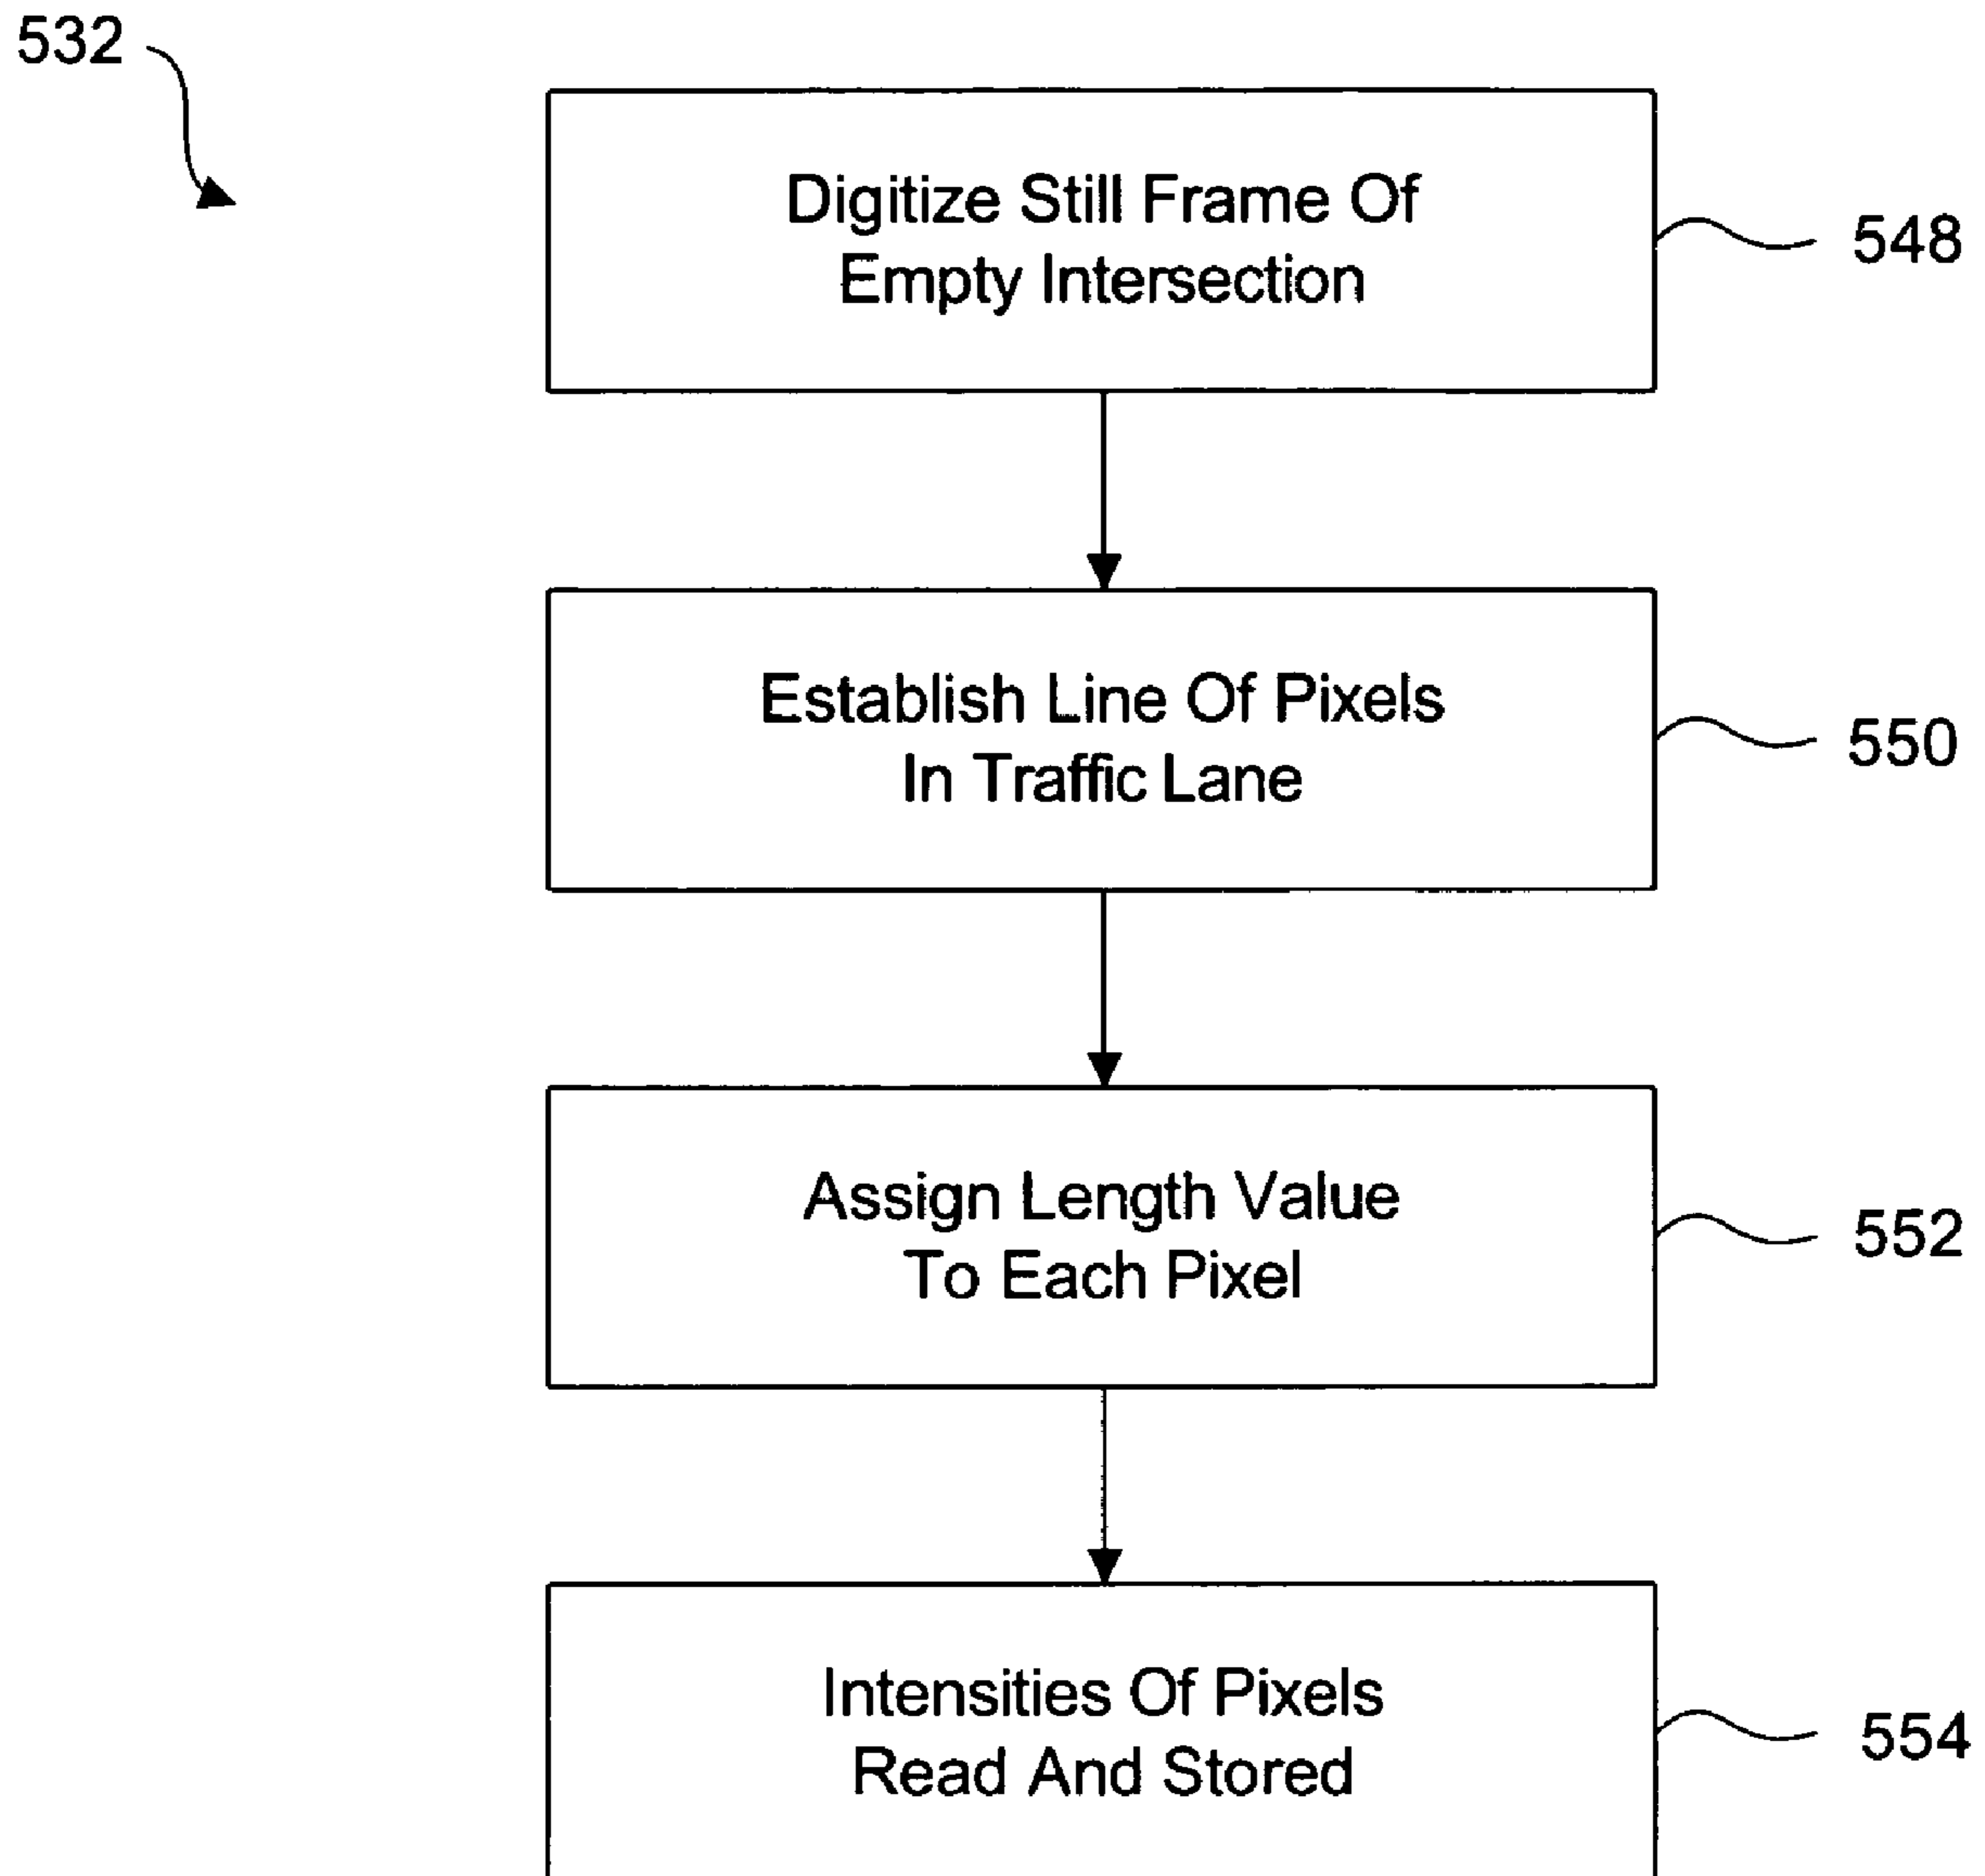 532
Digitize Still Frame Of
Empty Intersection
548
Establish Line Of Pixels
In Traffic Lane
550
Assign Length Value
To Each Pixel
552
Intensities Of Pixels
Read And Stored
554